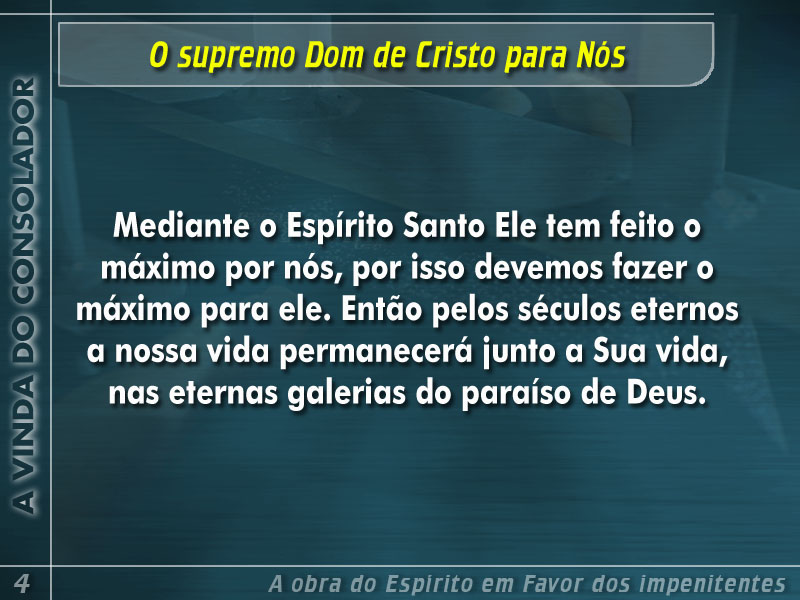 O supremo Dom de Cristo para Nós
A VINDA DO CONSOLADOR
Mediante o Espírito Santo Ele tem feito o
máximo por nós, por isso devemos fazer o
máximo para ele. Então pelos séculos eternos
a nossa vida permanecerá junto a Sua vida,
nas eternas galerias do paraíso de Deus.
4
A obra do Espírito em Favor dos impenitentes